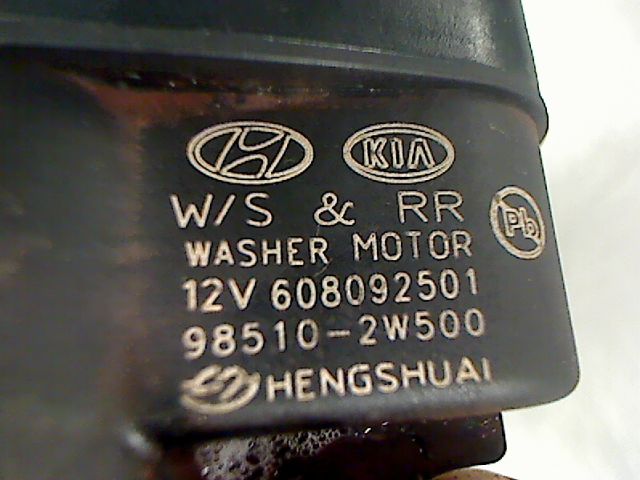 KIA
W/S & RR
Pb
WASHER MOTOR
12V 608092501
98510-2W500
HENGSHUAI